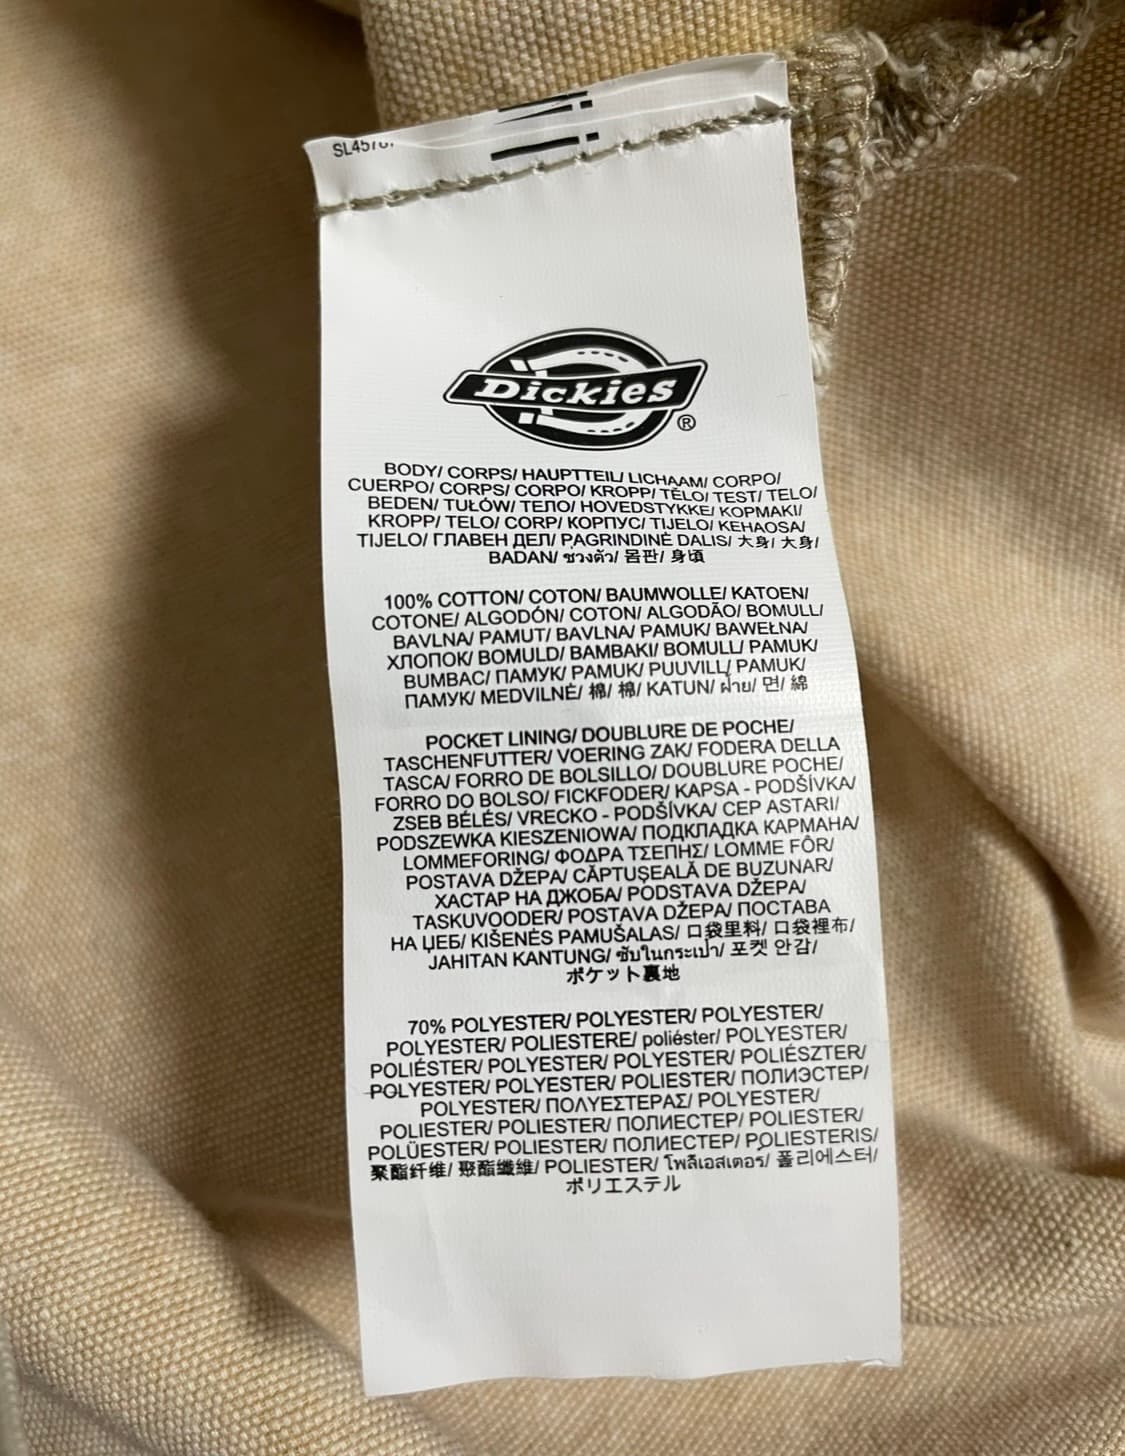 Dickies
®
BODY/ CORPS/ HAUPTTEIL/ LICHAAM/ CORPO/
CUERPO/ CORPS/ CORPO/ KROPP/ TĚLO/ TEST/ TELO/
BEDEN/ TUŁÓW/ ТЕЛО/ HOVEDSTYKKE/ ΚΟΡΜΑΚΙ/
KROPP/ TELO/ CORP/ КОРПУС/ TIJELO/ KEHAOSA/
TIJELO/ ГЛАВЕН ДЕЛ/ PAGRINDINĖ DALIS/ 大身/ 大身/
BADAN/ ช่วงตัว/ 몸판/ 身頃
100% COTTON/ COTON/ BAUMWOLLE/ KATOEN/
COTONE/ ALGODÓN/ COTON/ ALGODÃO/ BOMULL/
BAVLNA/ PAMUT/ BAVLNA/ PAMUK/ BAWEŁNA/
ХЛОПОК/ BOMULD/ BAMBAKI/ BOMULL/ PAMUK/
BUMBAC/ ПАМУК/ PAMUK/ PUUVILL/ PAMUK/
ПАМУК/ MEDVILNĖ/ 棉/ 棉/ KATUN/ ฝ้าย/ 면/ 綿
POCKET LINING/ DOUBLURE DE POCHE/
TASCHENFUTTER/ VOERING ZAK/ FODERA DELLA
TASCA/ FORRO DE BOLSILLO/ DOUBLURE POCHE/
FORRO DO BOLSO/ FICKFODER/ KAPSA - PODŠÍVKA/
ZSEB BÉLÉS/ VRECKO - PODŠÍVKA/ CEP ASTARI/
PODSZEWKA KIESZENIOWA/ ПОДКЛАДКА КАРМАНА/
LOMMEFORING/ ΦΟΔΡΑ ΤΣΕΠΗΣ/ LOMME FÔR/
POSTAVA DŽEPA/ CĂPTUŞEALĂ DE BUZUNAR/
ХАСТАР НА ДЖОБА/ PODSTAVA DŽEPA/
TASKUVOODER/ POSTAVA DŽEPA/ ПОСТАВА
НА ЏЕБ/ KIŠENĖS PAMUŠALAS/ 口袋里料/ 口袋裡布/
JAHITAN KANTUNG/ ซับในกระเป๋า/ 포켓 안감/
ポケット裏地
70% POLYESTER/ POLYESTER/ POLYESTER/
POLYESTER/ POLIESTERE/ poliéster/ POLYESTER/
POLIÉSTER/ POLYESTER/ POLYESTER/ POLIÉSZTER/
POLYESTER/ POLYESTER/ POLIESTER/ ПОЛИЭСТЕР/
POLYESTER/ ΠΟΛΥΕΣΤΕΡΑΣ/ POLYESTER/
POLIESTER/ POLIESTER/ ПОЛИЕСТЕР/ POLIESTER/
POLÜESTER/ POLIESTER/ ПОЛИЕСТЕР/ POLIESTERIS/
聚酯纤维/ 聚酯纖維/ POLIESTER/ โพลีเอสเตอร์/ 폴리에스터/
ポリエステル